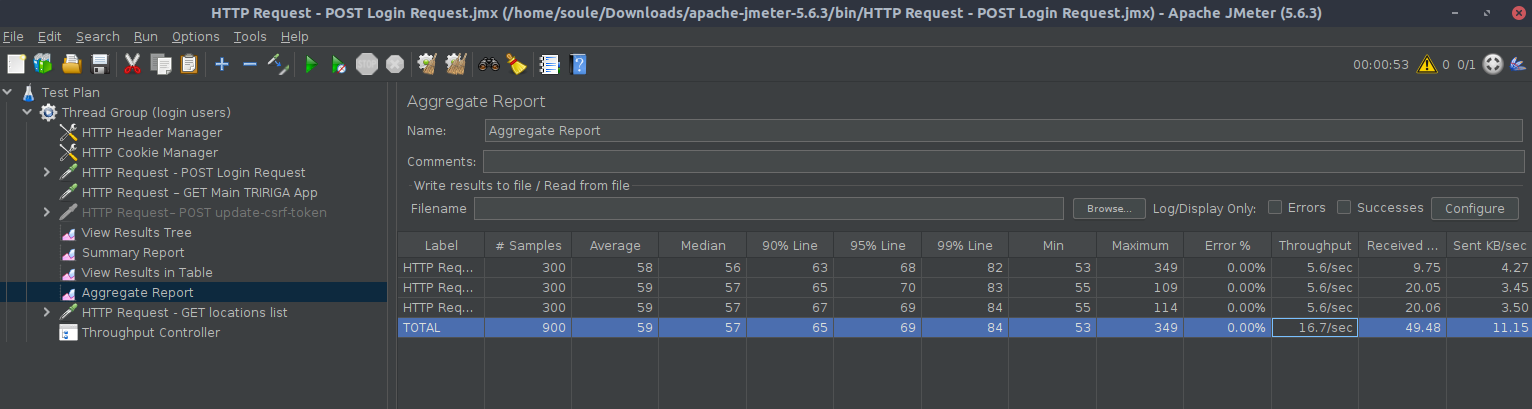 HTTP Request - POST Login Request.jmx (/home/soule/Downloads/apache-jmeter-5.6.3/bin/HTTP Request - POST Login Request.jmx) - Apache JMeter (5.6.3)
File Edit Search Run Options Tools Help
STOP 00:00:53 0 0/1
Test Plan
Thread Group (login users)
HTTP Header Manager
HTTP Cookie Manager
HTTP Request - POST Login Request
HTTP Request – GET Main TRIRIGA App
HTTP Request– POST update-csrf-token
View Results Tree
Summary Report
View Results in Table
Aggregate Report
HTTP Request - GET locations list
Throughput Controller
Aggregate Report
Name: Aggregate Report
Comments:
Write results to file / Read from file
Filename Browse... Log/Display Only: Errors Successes Configure
Label # Samples Average Median 90% Line 95% Line 99% Line Min Maximum Error % Throughput Received ... Sent KB/sec
HTTP Req... 300 58 56 63 68 82 53 349 0.00% 5.6/sec 9.75 4.27
HTTP Req... 300 59 57 65 70 83 55 109 0.00% 5.6/sec 20.05 3.45
HTTP Req... 300 59 57 67 69 84 55 114 0.00% 5.6/sec 20.06 3.50
TOTAL 900 59 57 65 69 84 53 349 0.00% 16.7/sec 49.48 11.15